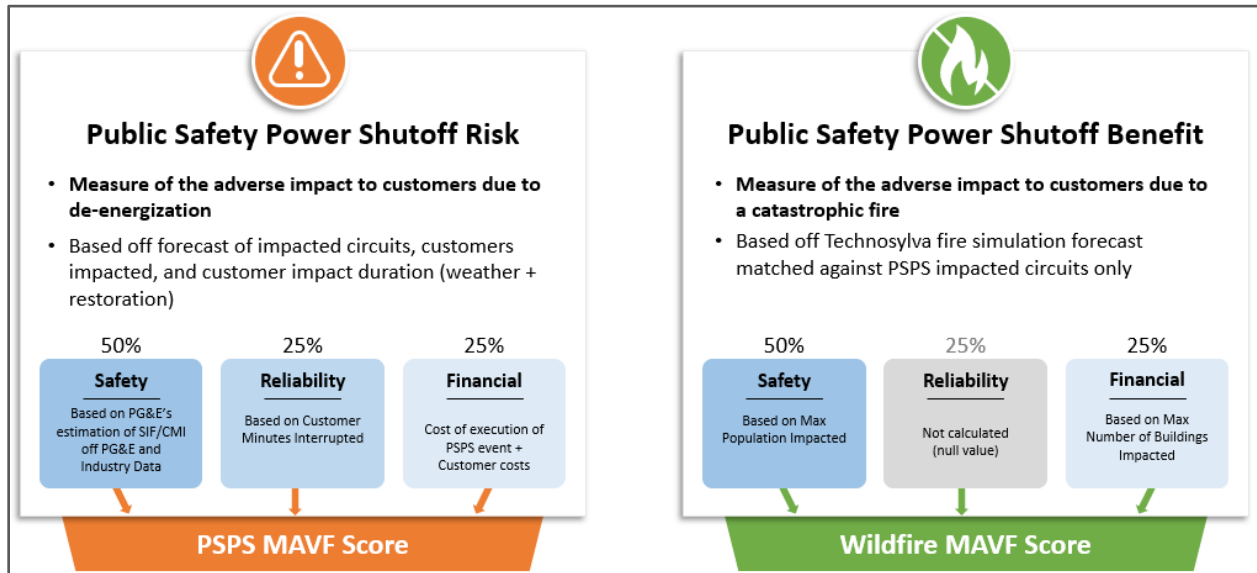 Public Safety Power Shutoff Risk
• Measure of the adverse impact to customers due to
de-energization
• Based off forecast of impacted circuits, customers
impacted, and customer impact duration (weather +
restoration)
50%
Safety
Based on PG&E's
estimation of SIF/CMI
off PG&E and
Industry Data
25%
Reliability
Based on Customer
Minutes Interrupted
25%
Financial
Cost of execution of
PSPS event +
Customer costs
PSPS MAVF Score
Public Safety Power Shutoff Benefit
• Measure of the adverse impact to customers due to
a catastrophic fire
• Based off Technosylva fire simulation forecast
matched against PSPS impacted circuits only
50%
Safety
Based on Max
Population Impacted
25%
Reliability
Not calculated
(null value)
25%
Financial
Based on Max
Number of Buildings
Impacted
Wildfire MAVF Score